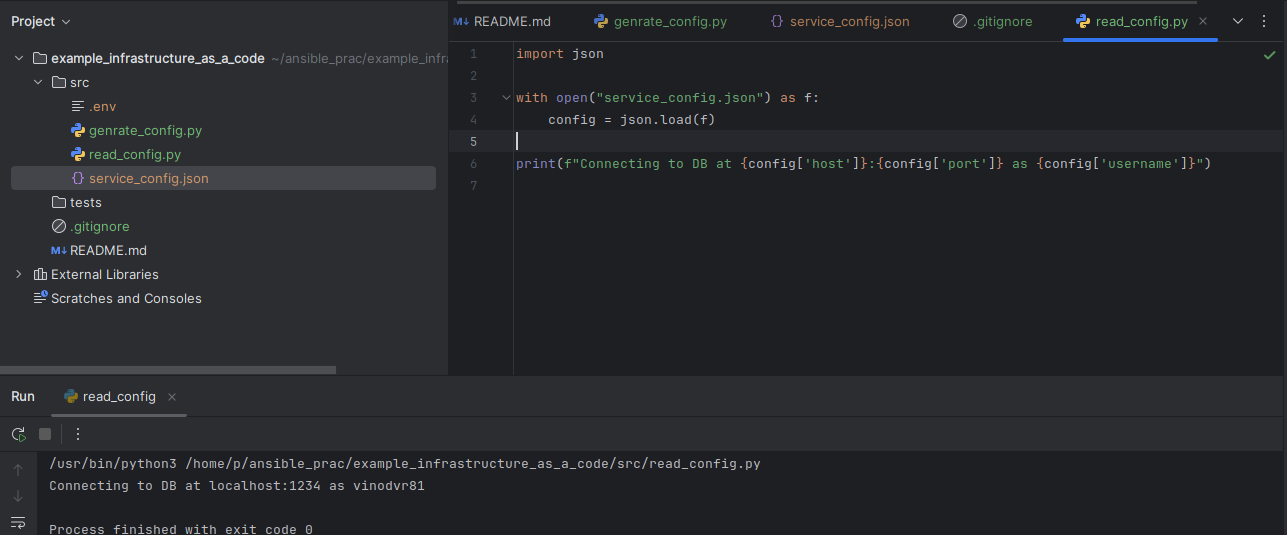 Project
README.md
genrate_config.py
service_config.json
.gitignore
read_config.py
example_infrastructure_as_a_code ~/ansible_prac/example_infra
src
.env
genrate_config.py
read_config.py
service_config.json
tests
.gitignore
README.md
External Libraries
Scratches and Consoles
1 import json
2
3 with open("service_config.json") as f:
4 config = json.load(f)
5
6 print(f"Connecting to DB at {config['host']}:{config['port']} as {config['username']}")
7
Run read_config
/usr/bin/python3 /home/p/ansible_prac/example_infrastructure_as_a_code/src/read_config.py
Connecting to DB at localhost:1234 as vinodvr81
Process finished with exit code 0